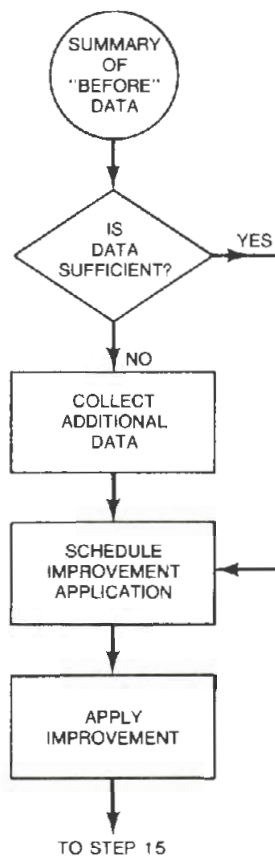 SUMMARY
OF
"BEFORE"
DATA
IS
DATA
SUFFICIENT?
YES
NO
COLLECT
ADDITIONAL
DATA
SCHEDULE
IMPROVEMENT
APPLICATION
APPLY
IMPROVEMENT
TO STEP 15